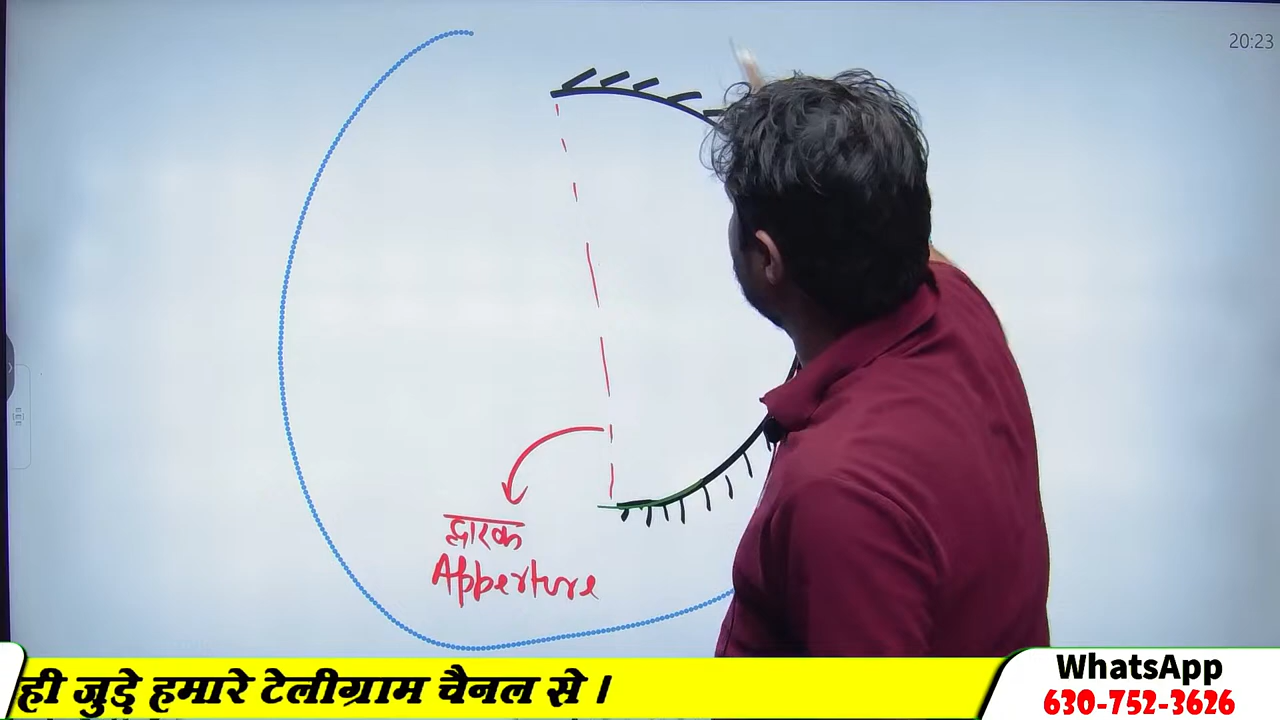 20:23
द्वारक
Apperture
ही जुड़े हमारे टेलीग्राम चैनल से ।
WhatsApp
630-752-3626